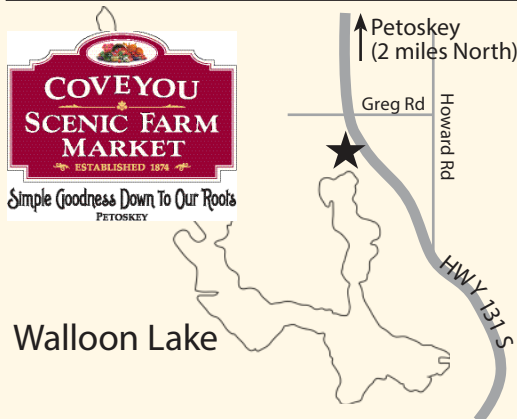 COVEYOU
SCENIC FARM
MARKET
ESTABLISHED 1874
Simple Goodness Down To Our Roots
PETOSKEY
Petoskey
(2 miles North)
Greg Rd
Howard Rd
HWY 131 S
Walloon Lake